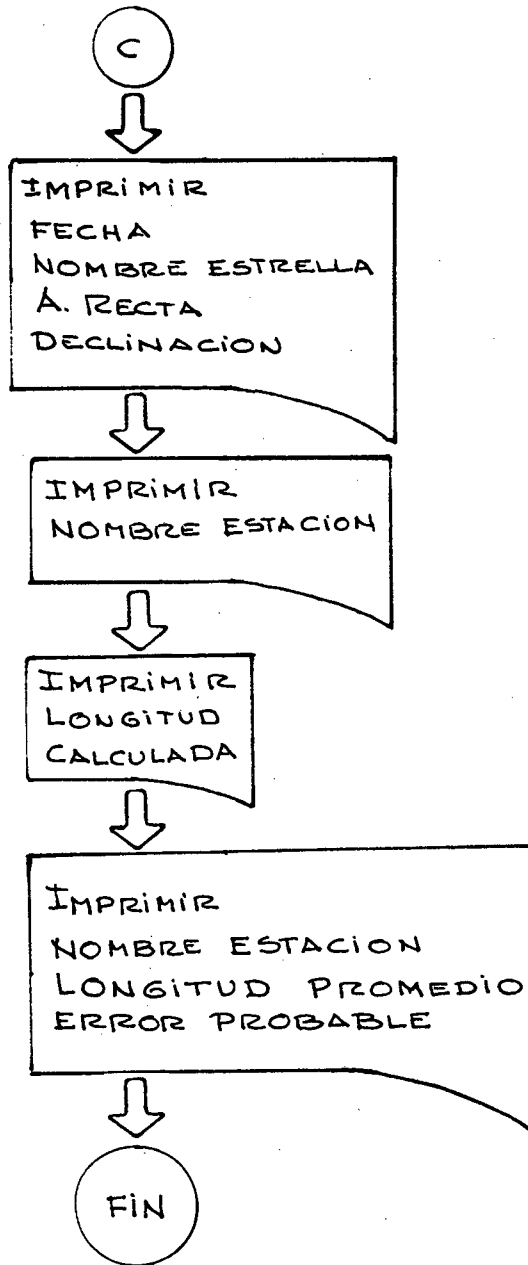 C
IMPRIMIR
FECHA
NOMBRE ESTRELLA
A. RECTA
DECLINACION
IMPRIMIR
NOMBRE ESTACION
IMPRIMIR
LONGITUD
CALCULADA
IMPRIMIR
NOMBRE ESTACION
LONGITUD PROMEDIO
ERROR PROBABLE
FIN